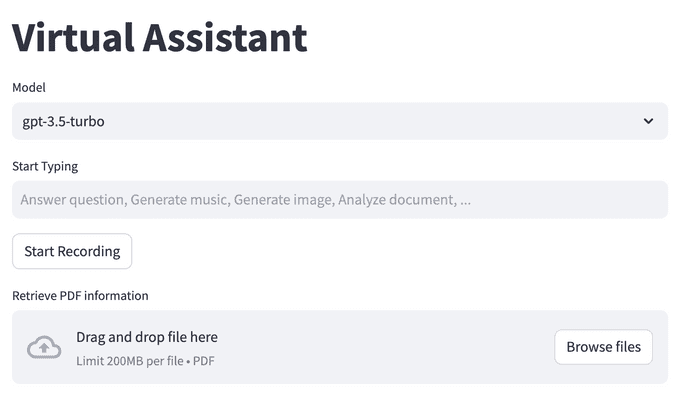 Virtual Assistant
Model
gpt-3.5-turbo
Start Typing
Answer question, Generate music, Generate image, Analyze document, ...
Start Recording
Retrieve PDF information
Drag and drop file here
Limit 200MB per file • PDF
Browse files